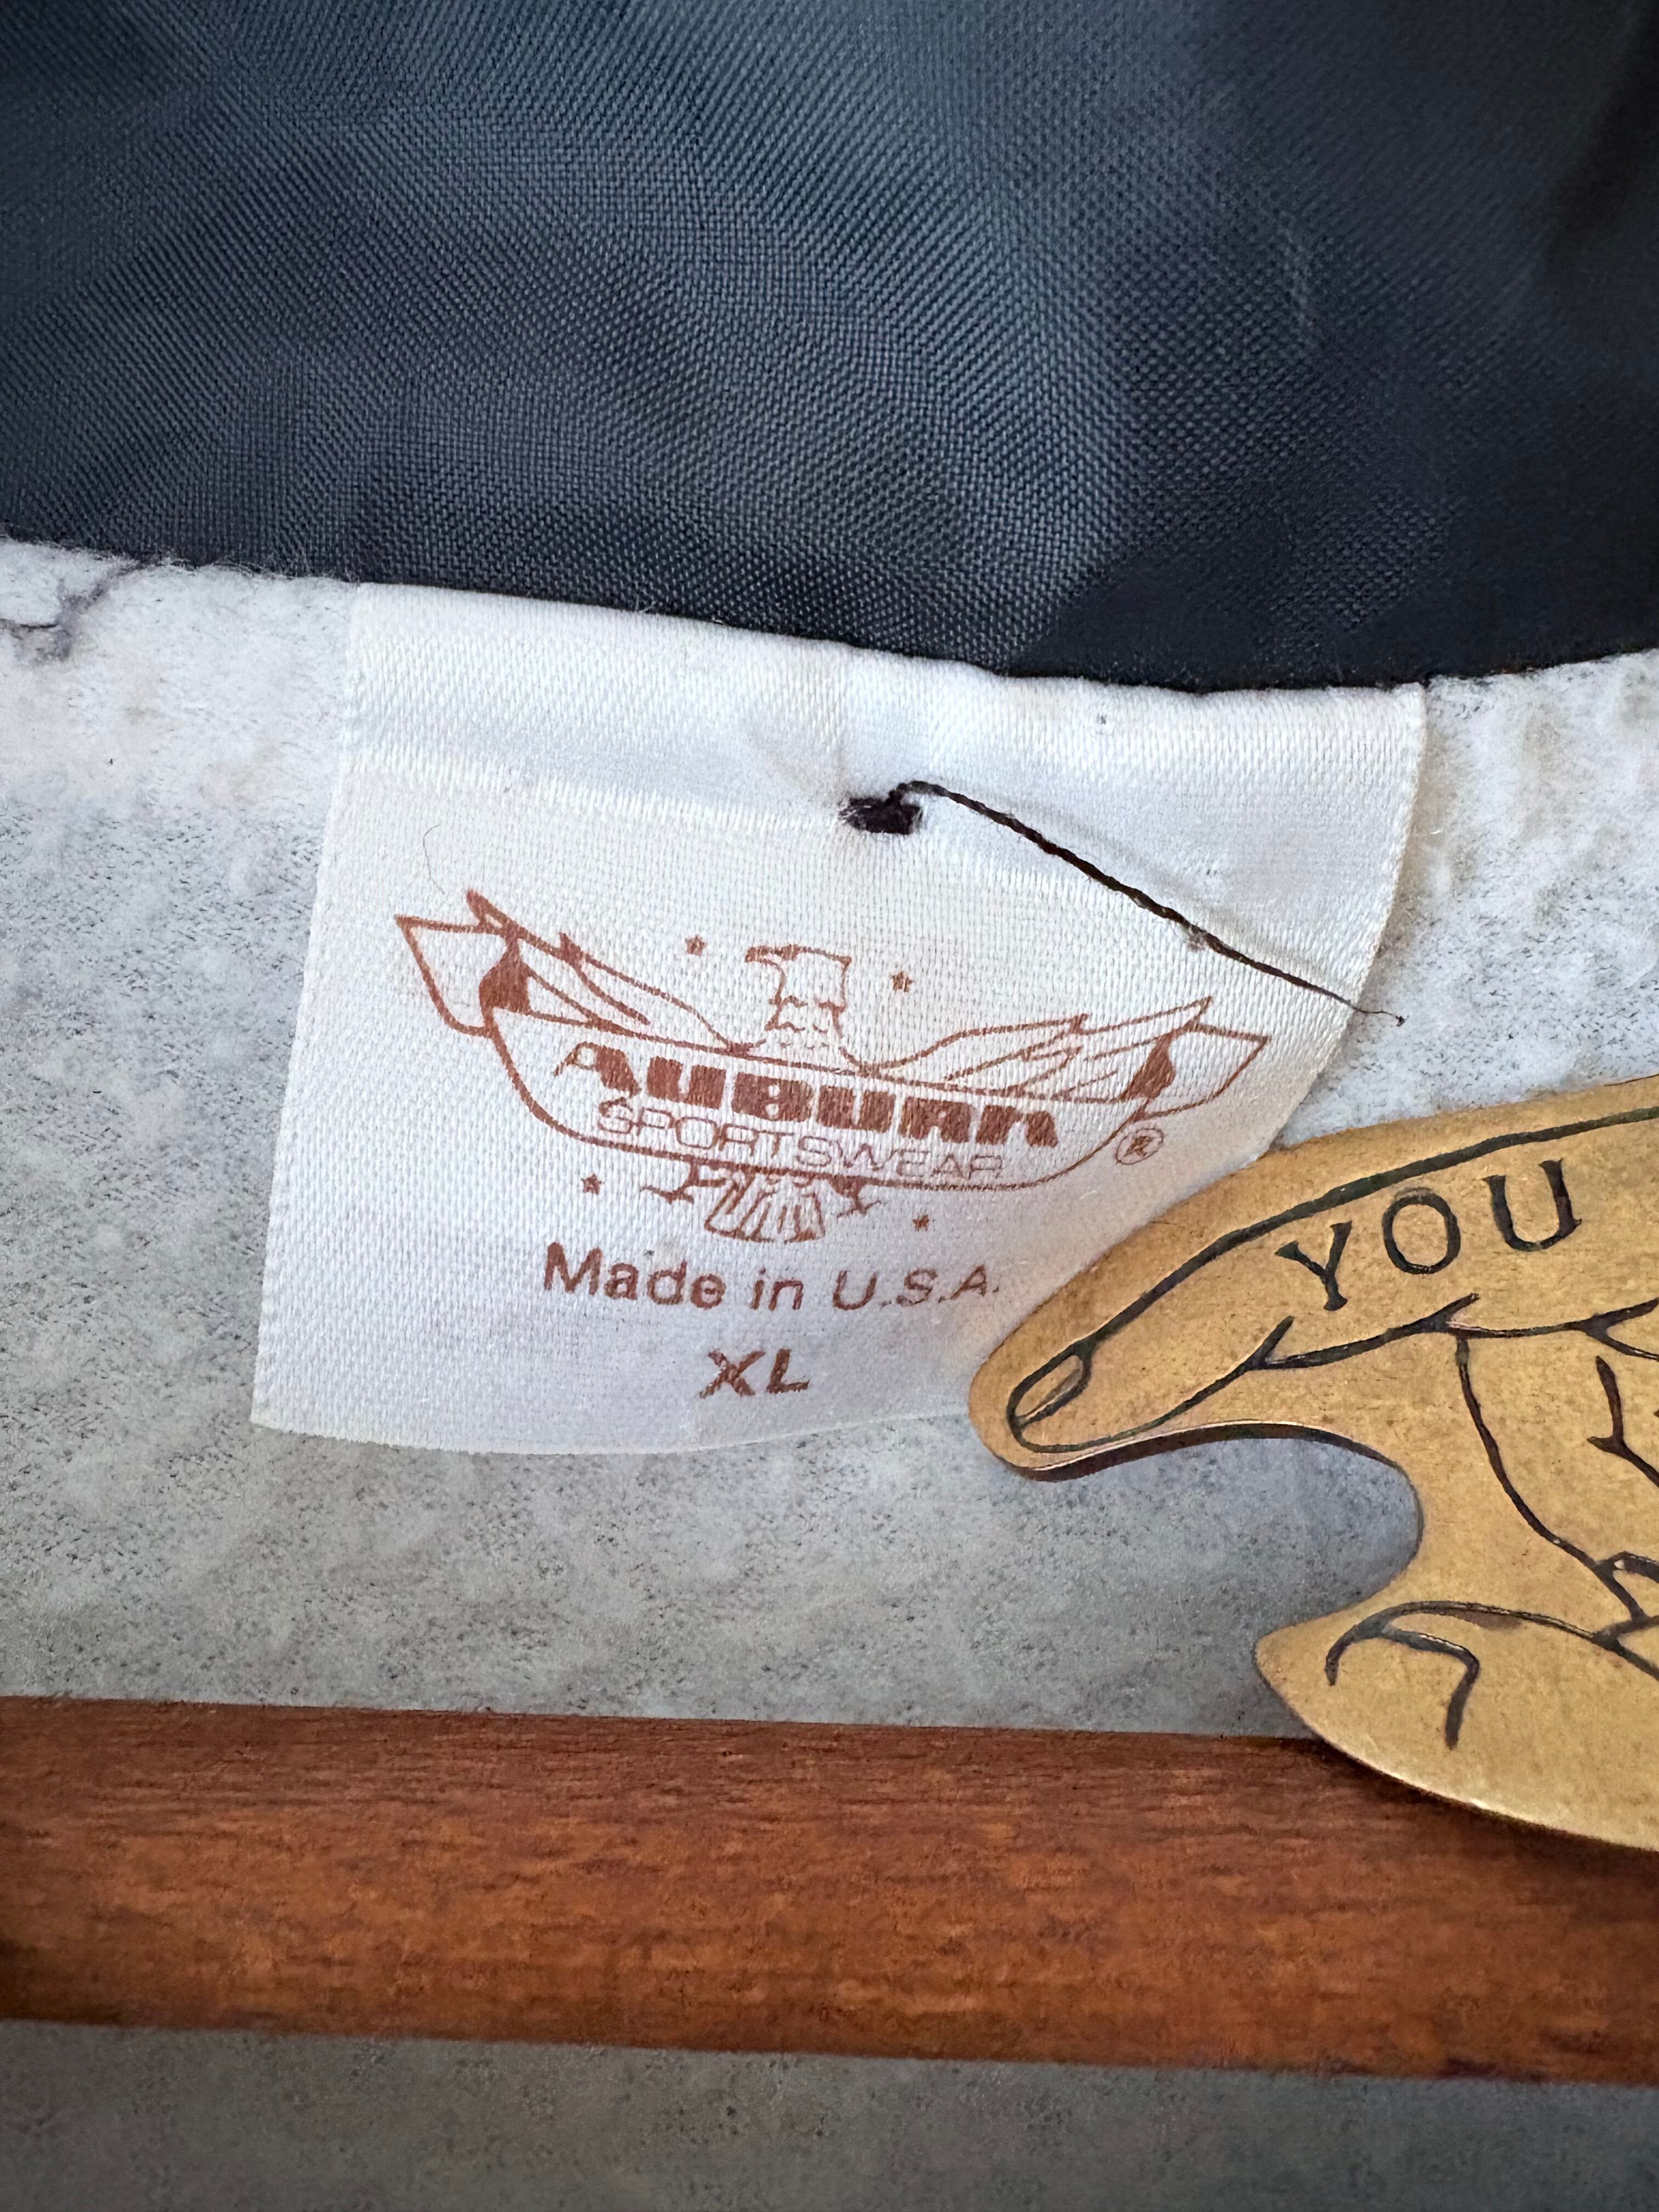 AUBURN
SPORTSWEAR
®
Made in U.S.A.
XL
YOU